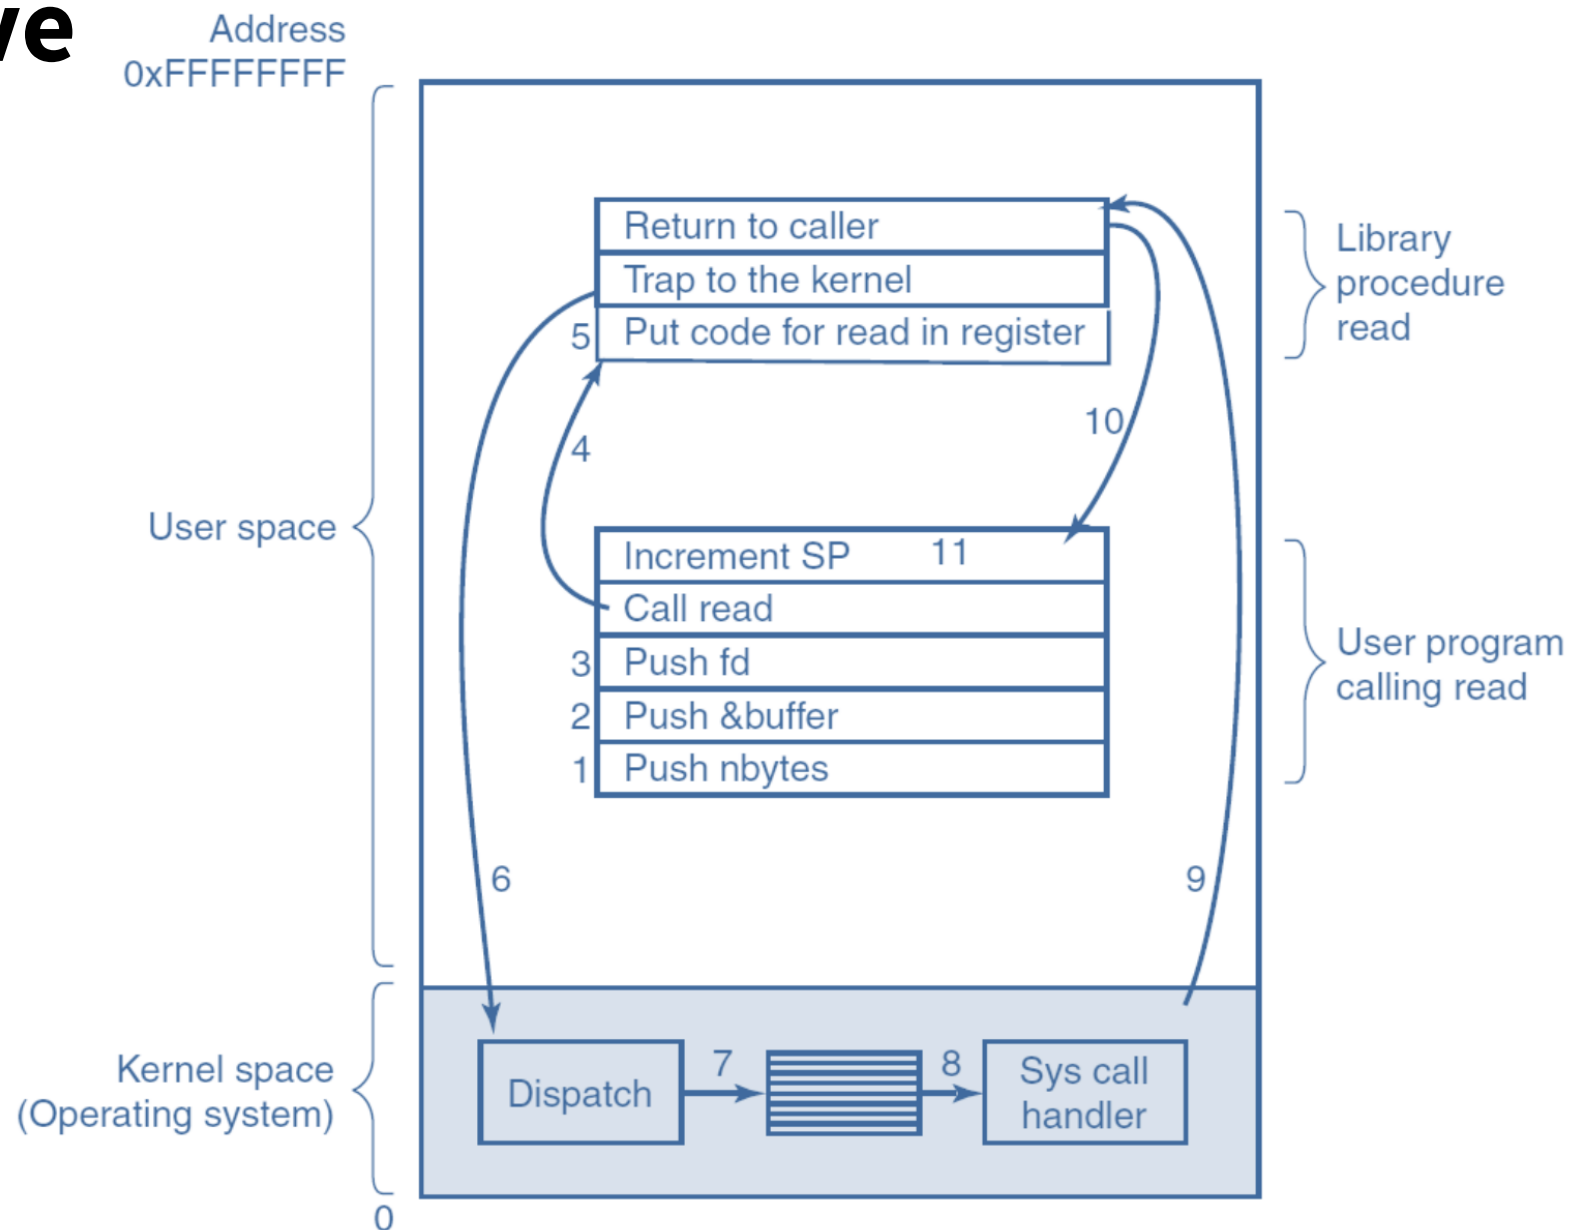 ve
Address
0xFFFFFFFF
Return to caller
Trap to the kernel
5 Put code for read in register
Library
procedure
read
4
10
User space
Increment SP 11
Call read
3 Push fd
2 Push &buffer
1 Push nbytes
User program
calling read
6
9
Kernel space
(Operating system)
Dispatch
7
8
Sys call
handler
0